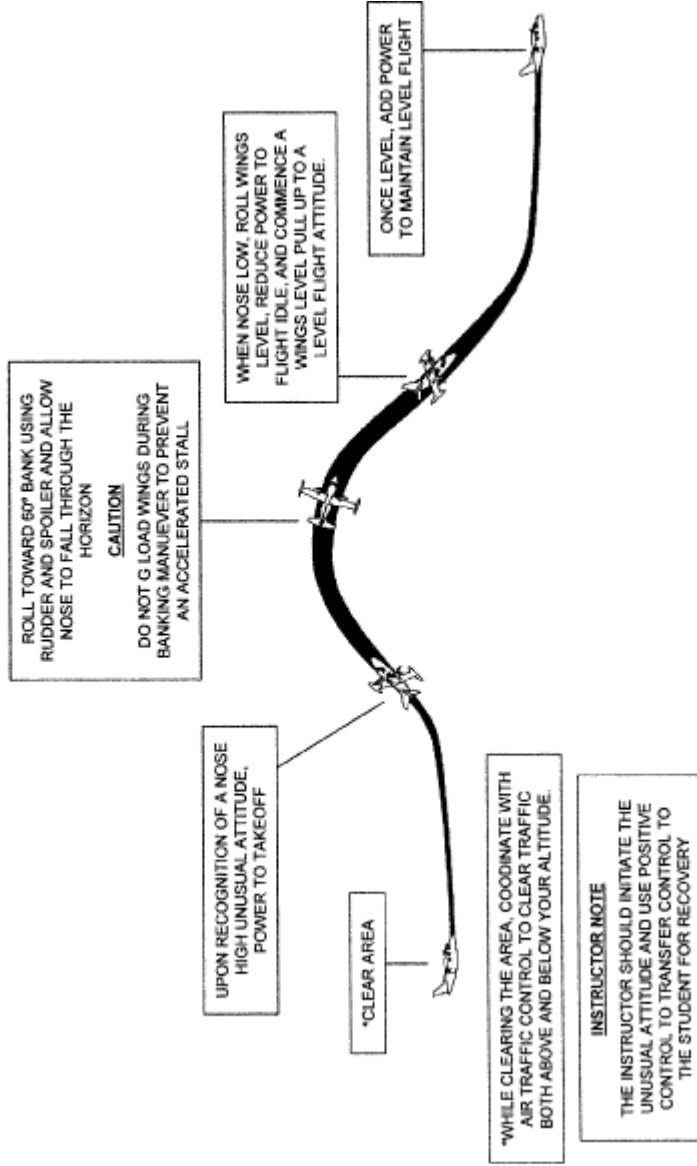 ROLL TOWARD 60° BANK USING
RUDDER AND SPOILER AND ALLOW
NOSE TO FALL THROUGH THE
HORIZON
CAUTION
DO NOT G LOAD WINGS DURING
BANKING MANUEVER TO PREVENT
AN ACCELERATED STALL
UPON RECOGNITION OF A NOSE
HIGH UNUSUAL ATTITUDE,
POWER TO TAKEOFF
WHEN NOSE LOW, ROLL WINGS
LEVEL, REDUCE POWER TO
FLIGHT IDLE, AND COMMENCE A
WINGS LEVEL PULL UP TO A
LEVEL FLIGHT ATTITUDE.
*CLEAR AREA
ONCE LEVEL, ADD POWER
TO MAINTAIN LEVEL FLIGHT
*WHILE CLEARING THE AREA, COODINATE WITH
AIR TRAFFIC CONTROL TO CLEAR TRAFFIC
BOTH ABOVE AND BELOW YOUR ALTITUDE.
INSTRUCTOR NOTE
THE INSTRUCTOR SHOULD INITIATE THE
UNUSUAL ATTITUDE AND USE POSITIVE
CONTROL TO TRANSFER CONTROL TO
THE STUDENT FOR RECOVERY